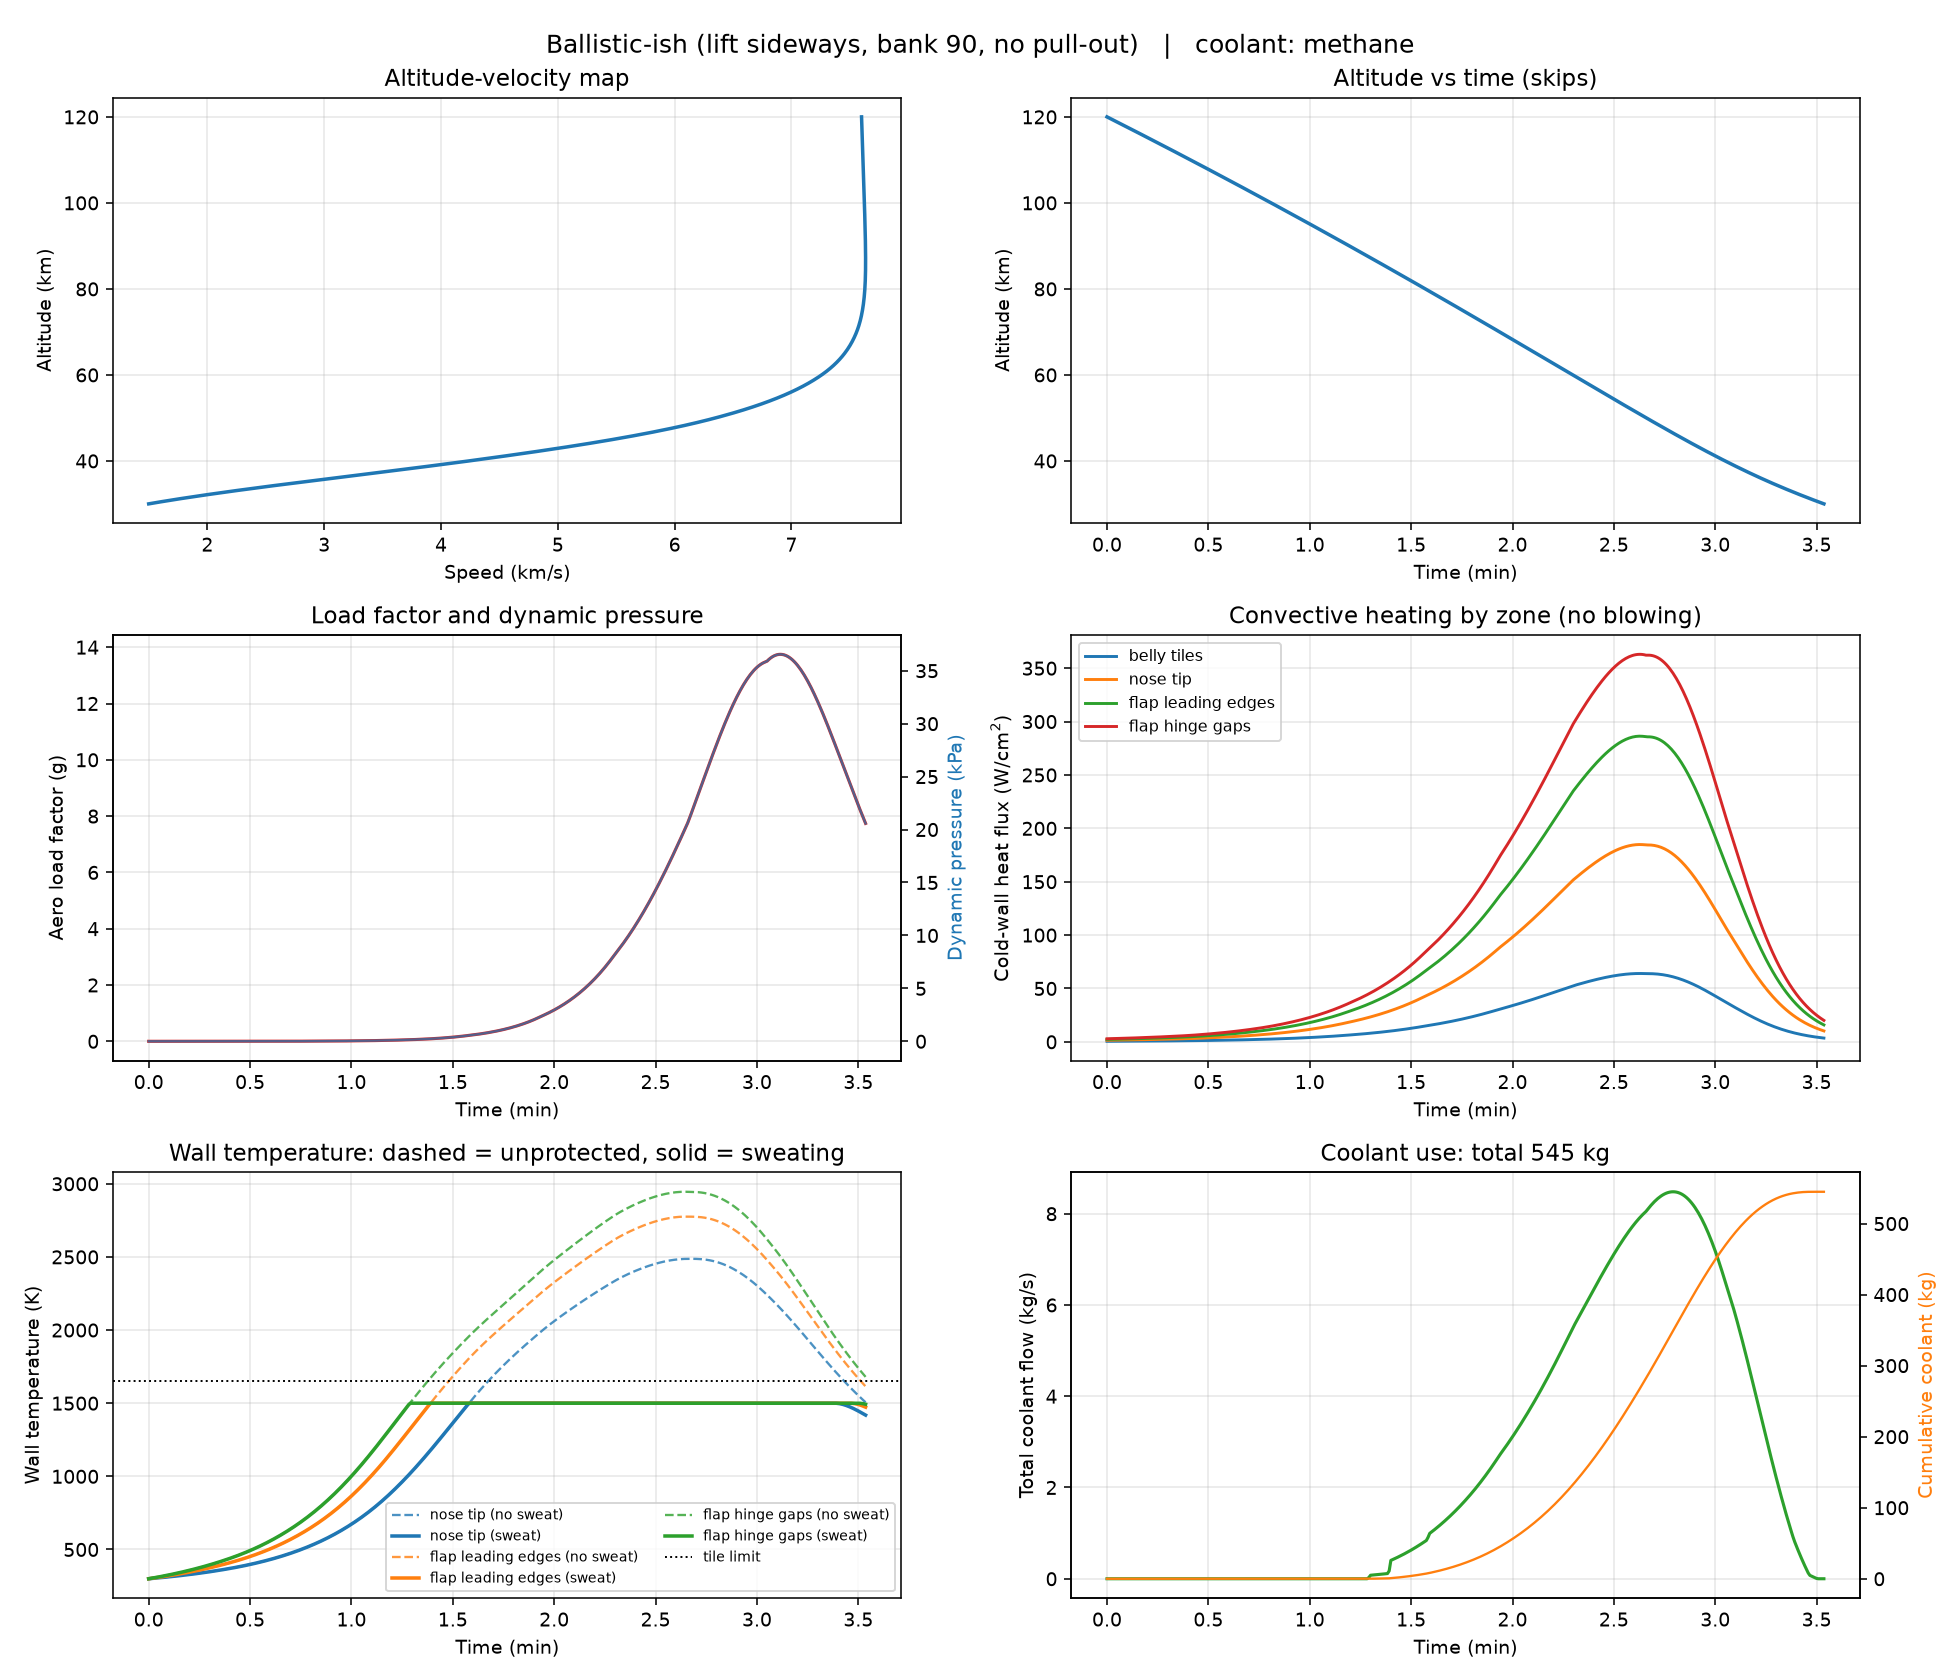 Ballistic-ish (lift sideways, bank 90, no pull-out)   |   coolant: methane
Altitude-velocity map
120
100
80
60
40
Altitude (km)
2 3 4 5 6 7
Speed (km/s)
Altitude vs time (skips)
120
100
80
60
40
Altitude (km)
0.0 0.5 1.0 1.5 2.0 2.5 3.0 3.5
Time (min)
Load factor and dynamic pressure
14
12
10
8
6
4
2
0
Aero load factor (g)
35
30
25
20
15
10
5
0
Dynamic pressure (kPa)
0.0 0.5 1.0 1.5 2.0 2.5 3.0 3.5
Time (min)
Convective heating by zone (no blowing)
350
300
250
200
150
100
50
0
Cold-wall heat flux (W/cm²)
belly tiles
nose tip
flap leading edges
flap hinge gaps
0.0 0.5 1.0 1.5 2.0 2.5 3.0 3.5
Time (min)
Wall temperature: dashed = unprotected, solid = sweating
3000
2500
2000
1500
1000
500
Wall temperature (K)
nose tip (no sweat)
nose tip (sweat)
flap leading edges (no sweat)
flap leading edges (sweat)
flap hinge gaps (no sweat)
flap hinge gaps (sweat)
tile limit
0.0 0.5 1.0 1.5 2.0 2.5 3.0 3.5
Time (min)
Coolant use: total 545 kg
8
6
4
2
0
Total coolant flow (kg/s)
500
400
300
200
100
0
Cumulative coolant (kg)
0.0 0.5 1.0 1.5 2.0 2.5 3.0 3.5
Time (min)